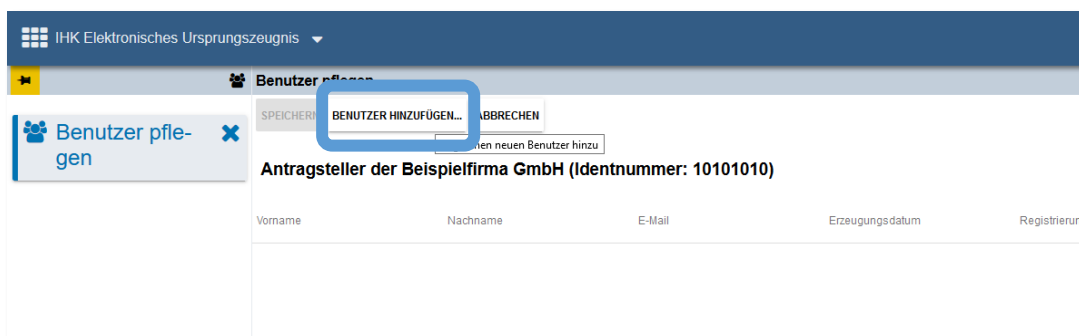 IHK Elektronisches Ursprungszeugnis
Benutzer pflegen
Benutzer pfle-
gen
SPEICHERN BENUTZER HINZUFÜGEN... ABBRECHEN
en neuen Benutzer hinzu
Antragsteller der Beispielfirma GmbH (Identnummer: 10101010)
Vorname Nachname E-Mail Erzeugungsdatum Registrierun